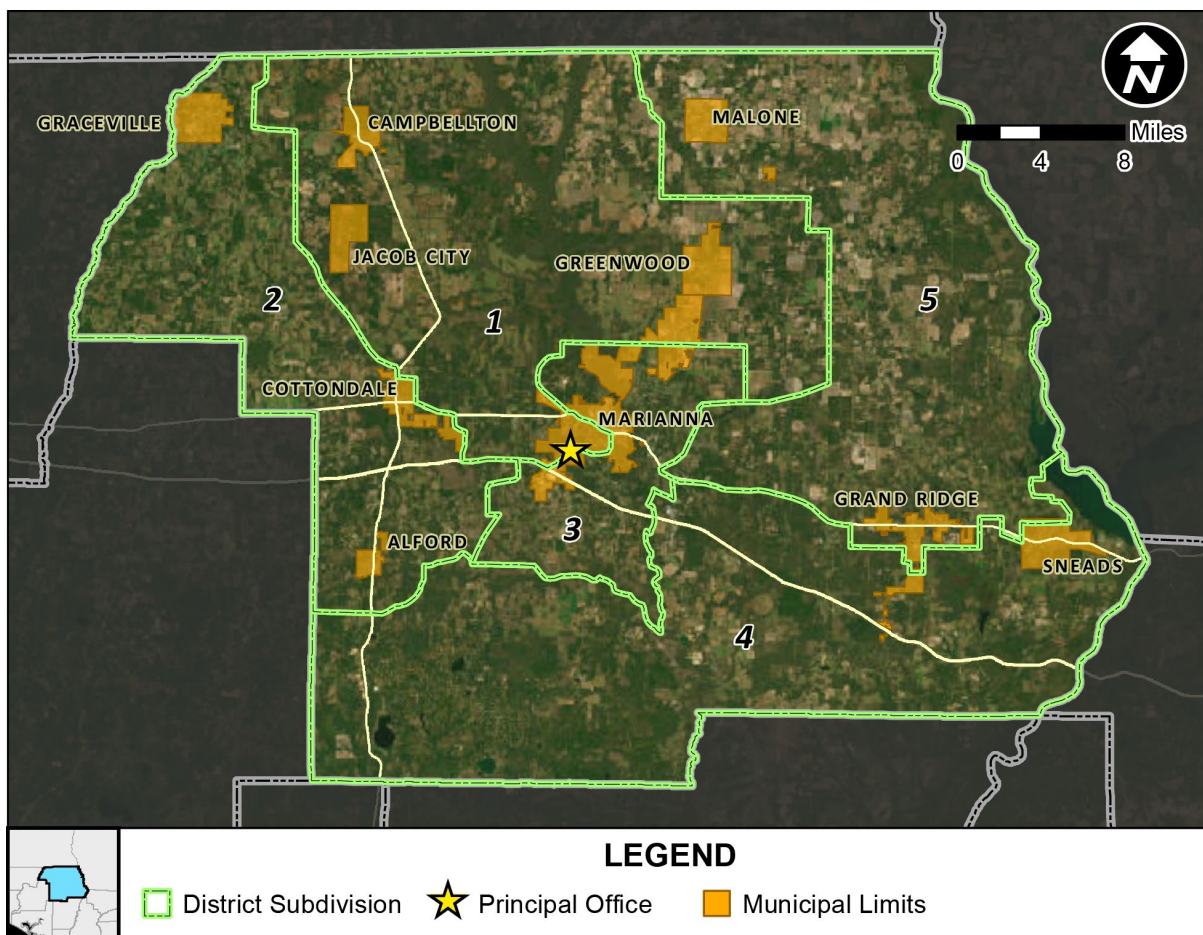 N
GRACEVILLE
CAMPBELLTON
MALONE
Miles
0 4 8
JACOB CITY
GREENWOOD
2
1
5
COTTONDALE
MARIANNA
GRAND RIDGE
3
ALFORD
SNEADS
4
LEGEND
District Subdivision
Principal Office
Municipal Limits